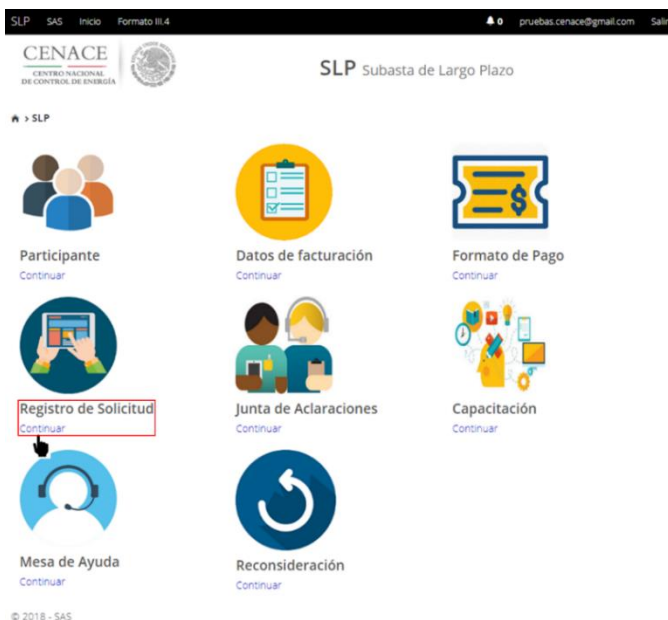 SLP SAS Inicio Formato III.4 0 pruebas.cenace@gmail.com Salir
CENACE
CENTRO NACIONAL
DE CONTROL DE ENERGÍA
SLP Subasta de Largo Plazo
> SLP
Participante Datos de facturación Formato de Pago
Continuar Continuar Continuar
Registro de Solicitud Junta de Aclaraciones Capacitación
Continuar Continuar Continuar
Mesa de Ayuda Reconsideración
Continuar Continuar
© 2018 - SAS